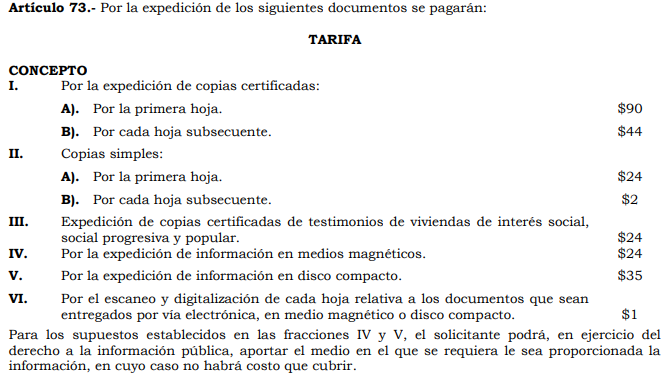 Artículo 73.- Por la expedición de los siguientes documentos se pagarán:
TARIFA
CONCEPTO
I. Por la expedición de copias certificadas:
A). Por la primera hoja. $90
B). Por cada hoja subsecuente. $44
II. Copias simples:
A). Por la primera hoja. $24
B). Por cada hoja subsecuente. $2
III. Expedición de copias certificadas de testimonios de viviendas de interés social,
social progresiva y popular. $24
IV. Por la expedición de información en medios magnéticos. $24
V. Por la expedición de información en disco compacto. $35
VI. Por el escaneo y digitalización de cada hoja relativa a los documentos que sean
entregados por vía electrónica, en medio magnético o disco compacto. $1
Para los supuestos establecidos en las fracciones IV y V, el solicitante podrá, en ejercicio del
derecho a la información pública, aportar el medio en el que se requiera le sea proporcionada la
información, en cuyo caso no habrá costo que cubrir.